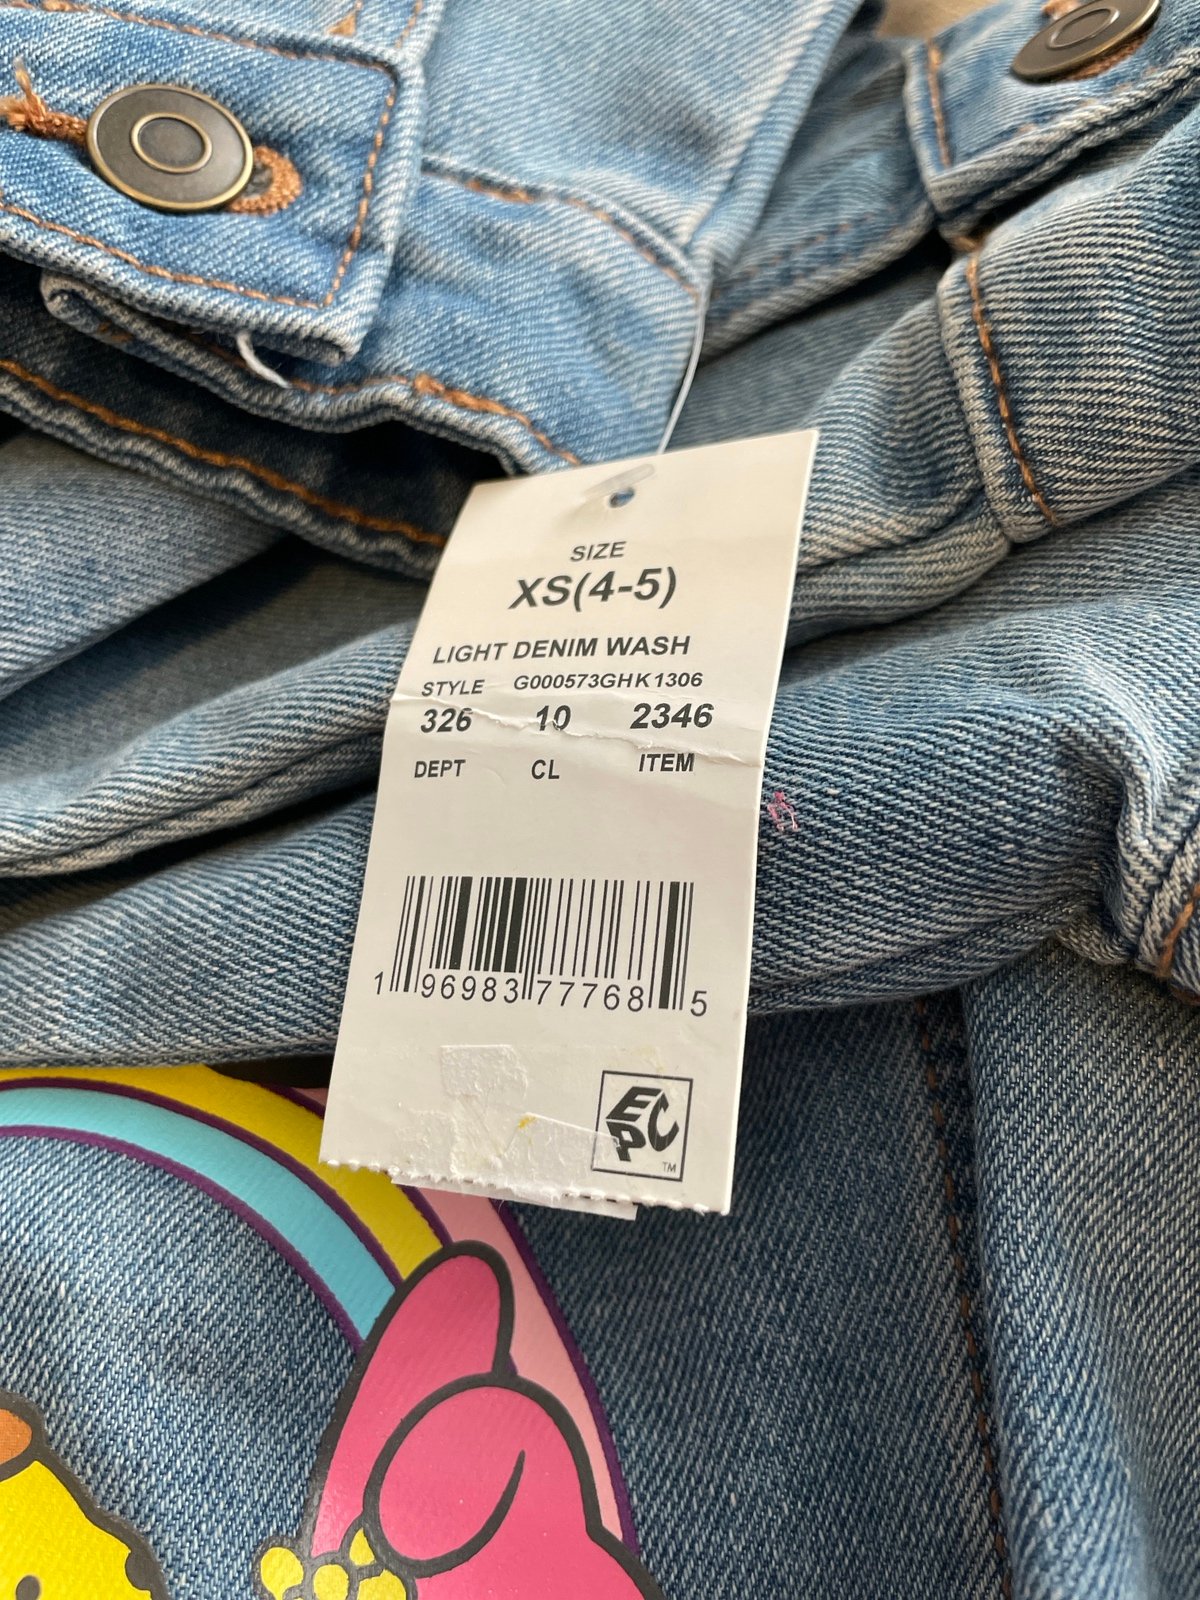 SIZE
XS(4-5)
LIGHT DENIM WASH
STYLE G000573GHK1306
326 10 2346
DEPT CL ITEM
1 96983 77768 5
EPC
TM